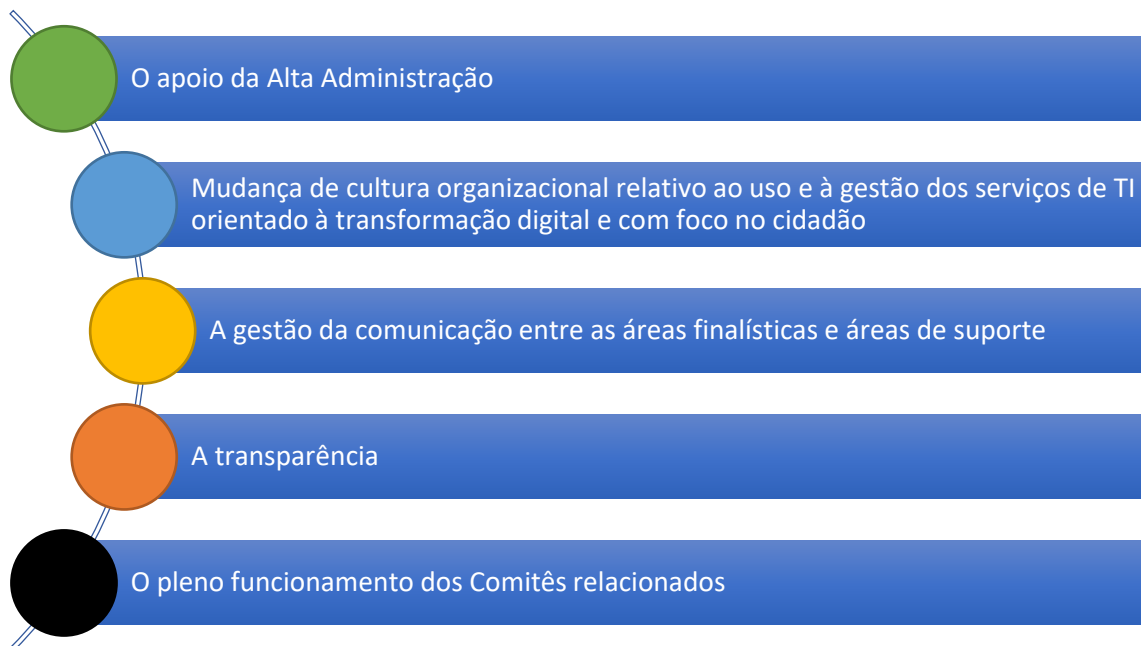 O apoio da Alta Administração
Mudança de cultura organizacional relativo ao uso e à gestão dos serviços de TI
orientado à transformação digital e com foco no cidadão
A gestão da comunicação entre as áreas finalísticas e áreas de suporte
A transparência
O pleno funcionamento dos Comitês relacionados